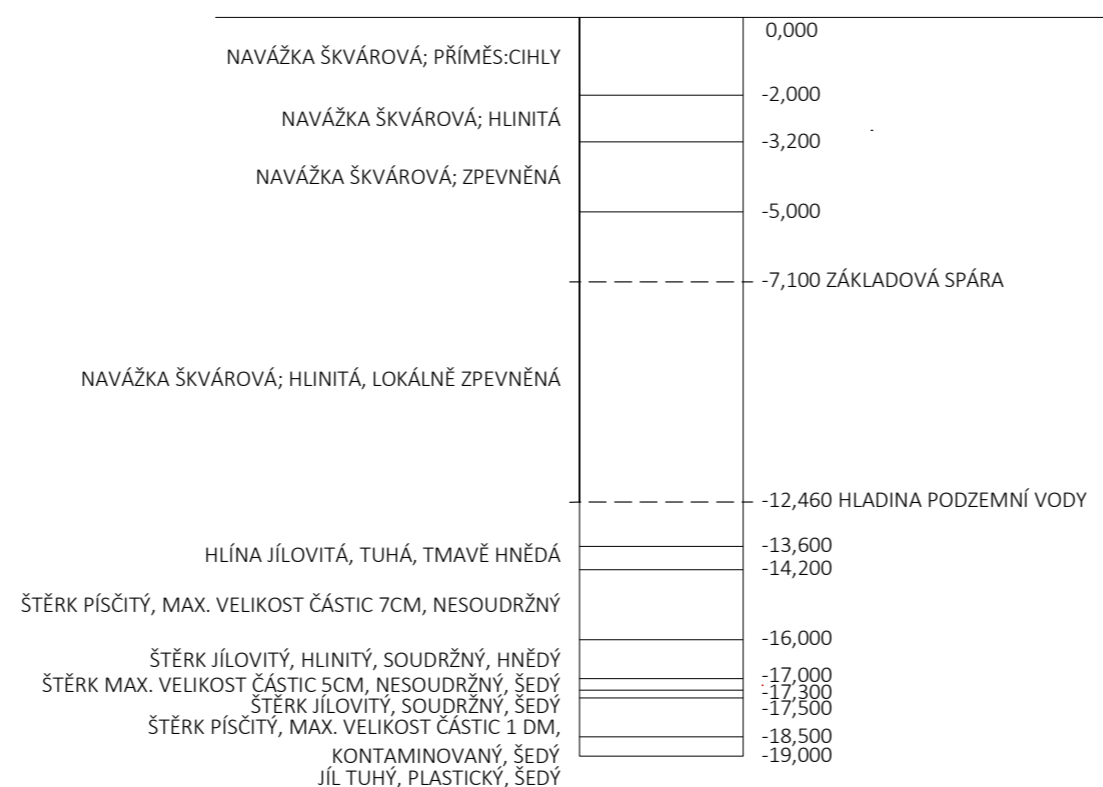 0,000
NAVÁŽKA ŠKVÁROVÁ; PŘÍMĚS:CIHLY
-2,000
NAVÁŽKA ŠKVÁROVÁ; HLINITÁ
-3,200
NAVÁŽKA ŠKVÁROVÁ; ZPEVNĚNÁ
-5,000
-7,100 ZÁKLADOVÁ SPÁRA
NAVÁŽKA ŠKVÁROVÁ; HLINITÁ, LOKÁLNĚ ZPEVNĚNÁ
-12,460 HLADINA PODZEMNÍ VODY
-13,600
HLÍNA JÍLOVITÁ, TUHÁ, TMAVĚ HNĚDÁ
-14,200
ŠTĚRK PÍSČITÝ, MAX. VELIKOST ČÁSTIC 7CM, NESOUDRŽNÝ
-16,000
ŠTĚRK JÍLOVITÝ, HLINITÝ, SOUDRŽNÝ, HNĚDÝ
-17,000
ŠTĚRK MAX. VELIKOST ČÁSTIC 5CM, NESOUDRŽNÝ, ŠEDÝ
-17,300
ŠTĚRK JÍLOVITÝ, SOUDRŽNÝ, ŠEDÝ
-17,500
ŠTĚRK PÍSČITÝ, MAX. VELIKOST ČÁSTIC 1 DM,
-18,500
KONTAMINOVANÝ, ŠEDÝ
-19,000
JÍL TUHÝ, PLASTICKÝ, ŠEDÝ